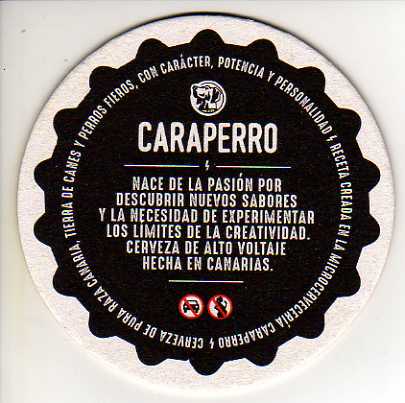 CARAPERRO
NACE DE LA PASIÓN POR
DESCUBRIR NUEVOS SABORES
Y LA NECESIDAD DE EXPERIMENTAR
LOS LIMITES DE LA CREATIVIDAD.
CERVEZA DE ALTO VOLTAJE
HECHA EN CANARIAS.
CERVEZA DE PURA RAZA CANARIA, TIERRA DE CANES Y PERROS FIEROS, CON CARÁCTER, POTENCIA Y PERSONALIDAD
RECETA CREADA EN LA MICROCERVECERÍA CARAPERRO